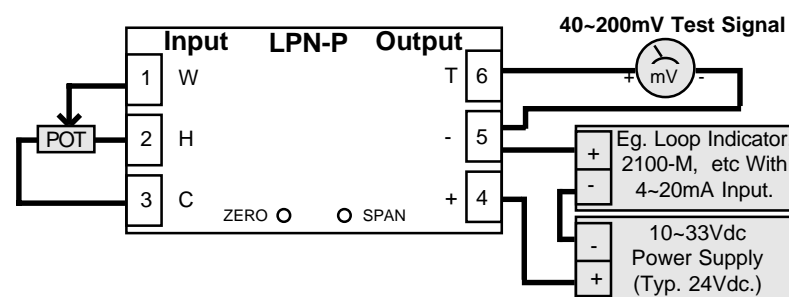 40~200mV Test Signal
Input LPN-P Output
1 W T 6
+ mV -
POT
2 H - 5
+ Eg. Loop Indicator
2100-M, etc With
- 4~20mA Input.
3 C + 4
ZERO SPAN
- 10~33Vdc
Power Supply
+ (Typ. 24Vdc.)